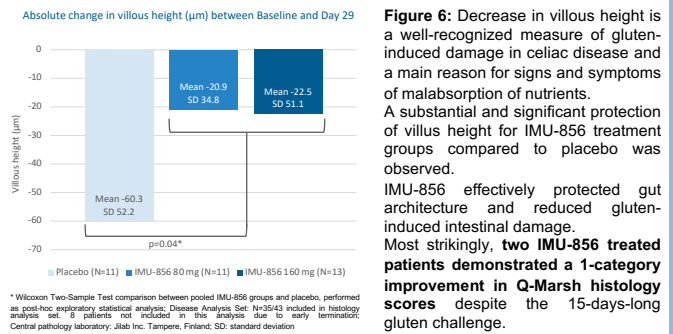 Absolute change in villous height (µm) between Baseline and Day 29
Villous height (µm)
0
-10
-20
-30
-40
-50
-60
-70
Mean -60.3
SD 52.2
Mean -20.9
SD 34.8
Mean -22.5
SD 51.1
p=0.04*
Placebo (N=11) IMU-856 80 mg (N=11) IMU-856 160 mg (N=13)
* Wilcoxon Two-Sample Test comparison between pooled IMU-856 groups and placebo, performed
as post-hoc exploratory statistical analysis; Disease Analysis Set: N=35/43 included in histology
analysis set. 8 patients not included in this analysis due to early termination;
Central pathology laboratory: Jilab Inc. Tampere, Finland; SD: standard deviation
Figure 6: Decrease in villous height is
a well-recognized measure of gluten-
induced damage in celiac disease and
a main reason for signs and symptoms
of malabsorption of nutrients.
A substantial and significant protection
of villus height for IMU-856 treatment
groups compared to placebo was
observed.
IMU-856 effectively protected gut
architecture and reduced gluten-
induced intestinal damage.
Most strikingly, two IMU-856 treated
patients demonstrated a 1-category
improvement in Q-Marsh histology
scores despite the 15-days-long
gluten challenge.